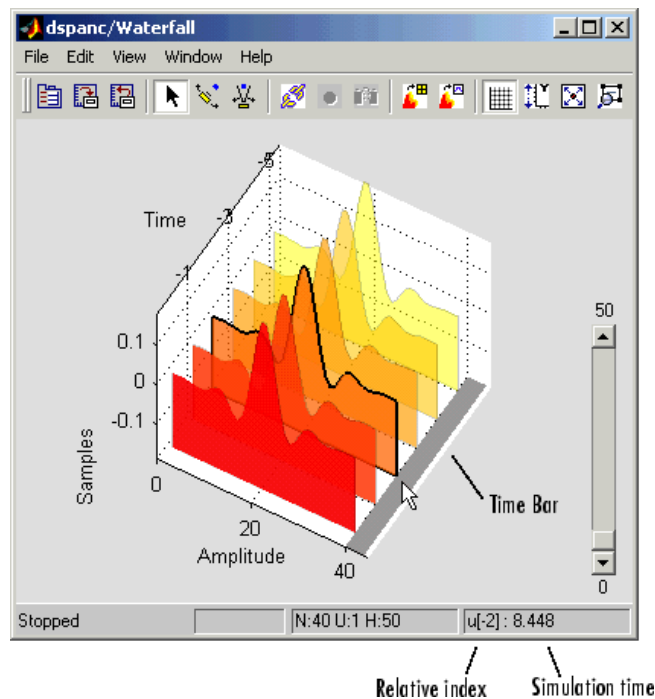 dspanc/Waterfall
File Edit View Window Help
-5
Time -3
-1
50
0.1
0
-0.1
Samples
0
Time Bar
20
Amplitude
40
0
Stopped N:40 U:1 H:50 u[-2] : 8.448
Relative index Simulation time